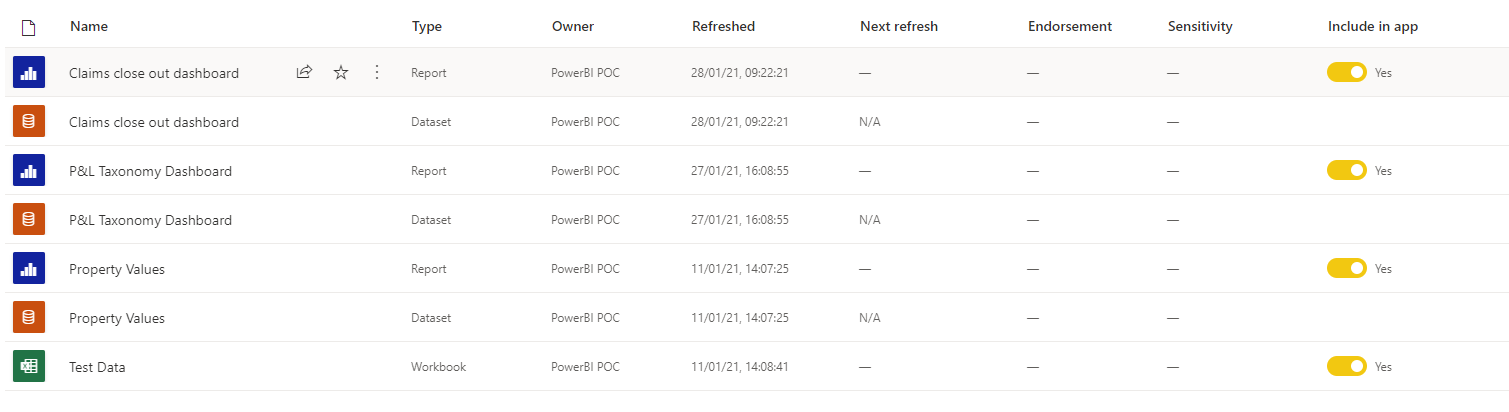 Name Type Owner Refreshed Next refresh Endorsement Sensitivity Include in app
Claims close out dashboard Report PowerBI POC 28/01/21, 09:22:21 — — — Yes
Claims close out dashboard Dataset PowerBI POC 28/01/21, 09:22:21 N/A — —
P&L Taxonomy Dashboard Report PowerBI POC 27/01/21, 16:08:55 — — — Yes
P&L Taxonomy Dashboard Dataset PowerBI POC 27/01/21, 16:08:55 N/A — —
Property Values Report PowerBI POC 11/01/21, 14:07:25 — — — Yes
Property Values Dataset PowerBI POC 11/01/21, 14:07:25 N/A — —
Test Data Workbook PowerBI POC 11/01/21, 14:08:41 — — — Yes